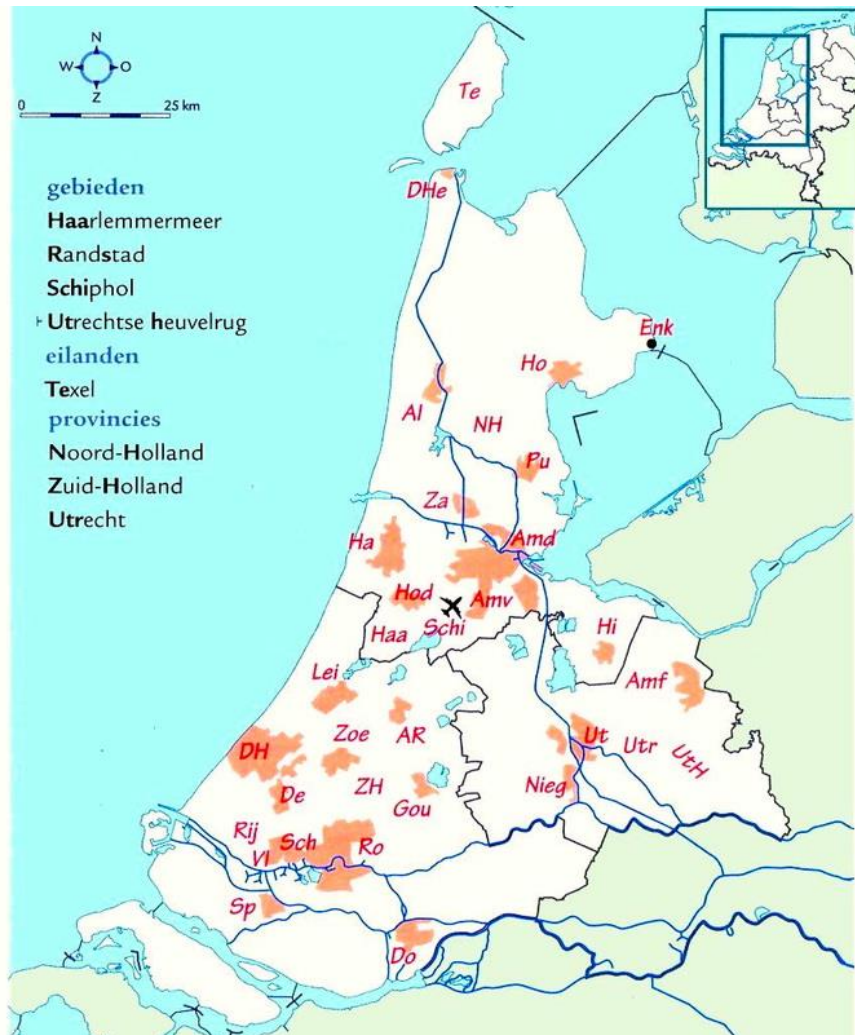 N
W O
Z
0 25 km
gebieden
Haarlemmermeer
Randstad
Schiphol
Utrechtse heuvelrug
eilanden
Texel
provincies
Noord-Holland
Zuid-Holland
Utrecht
Te
DHe
Enk
Ho
Al
NH
Pu
Za
Ha
Amd
Hod
Amv
Haa
Schi
Hi
Lei
Amf
Zoe
AR
DH
Ut
Utr
UtH
De
ZH
Gou
Nieg
Rij
Sch
Vl
Ro
Sp
Do